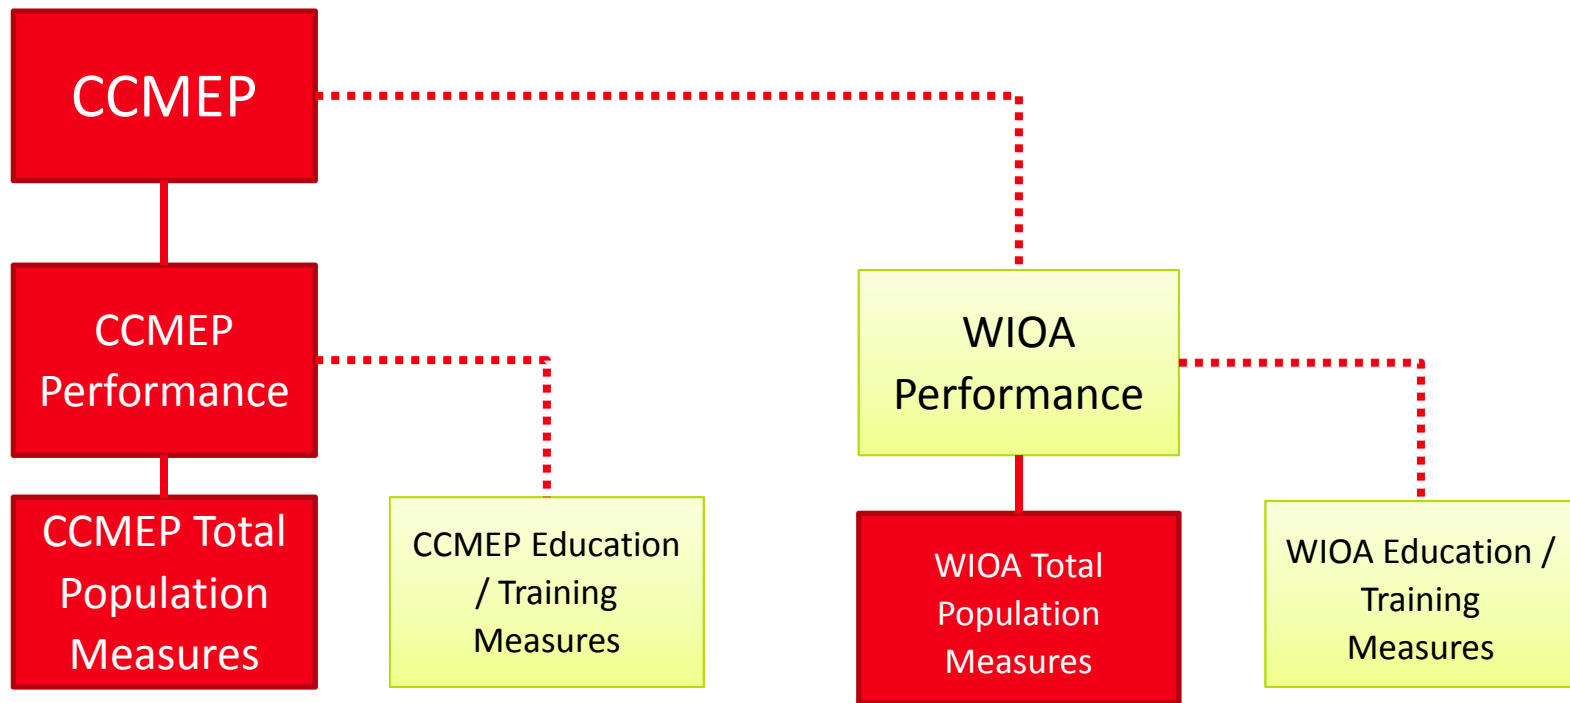 CCMEP
CCMEP
Performance
WIOA
Performance
CCMEP Total
Population
Measures
CCMEP Education
/ Training
Measures
WIOA Total
Population
Measures
WIOA Education /
Training
Measures